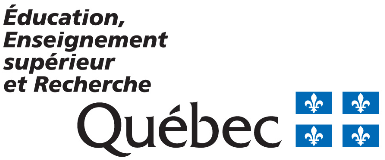 Éducation,
Enseignement
supérieur
et Recherche
Québec